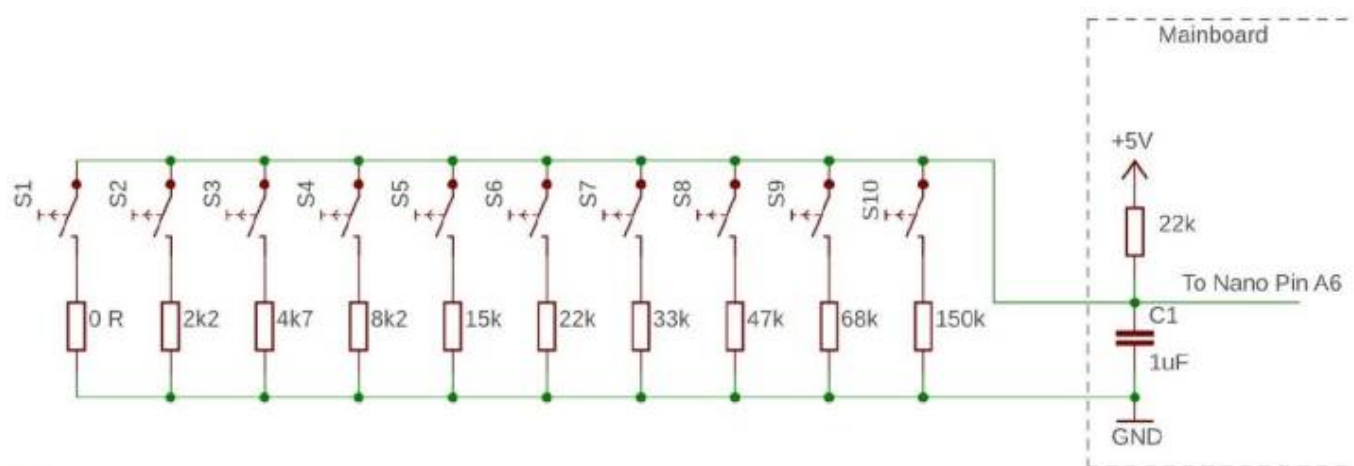 Mainboard
+5V
S1 S2 S3 S4 S5 S6 S7 S8 S9 S10
22k
To Nano Pin A6
0 R 2k2 4k7 8k2 15k 22k 33k 47k 68k 150k
C1
1uF
GND